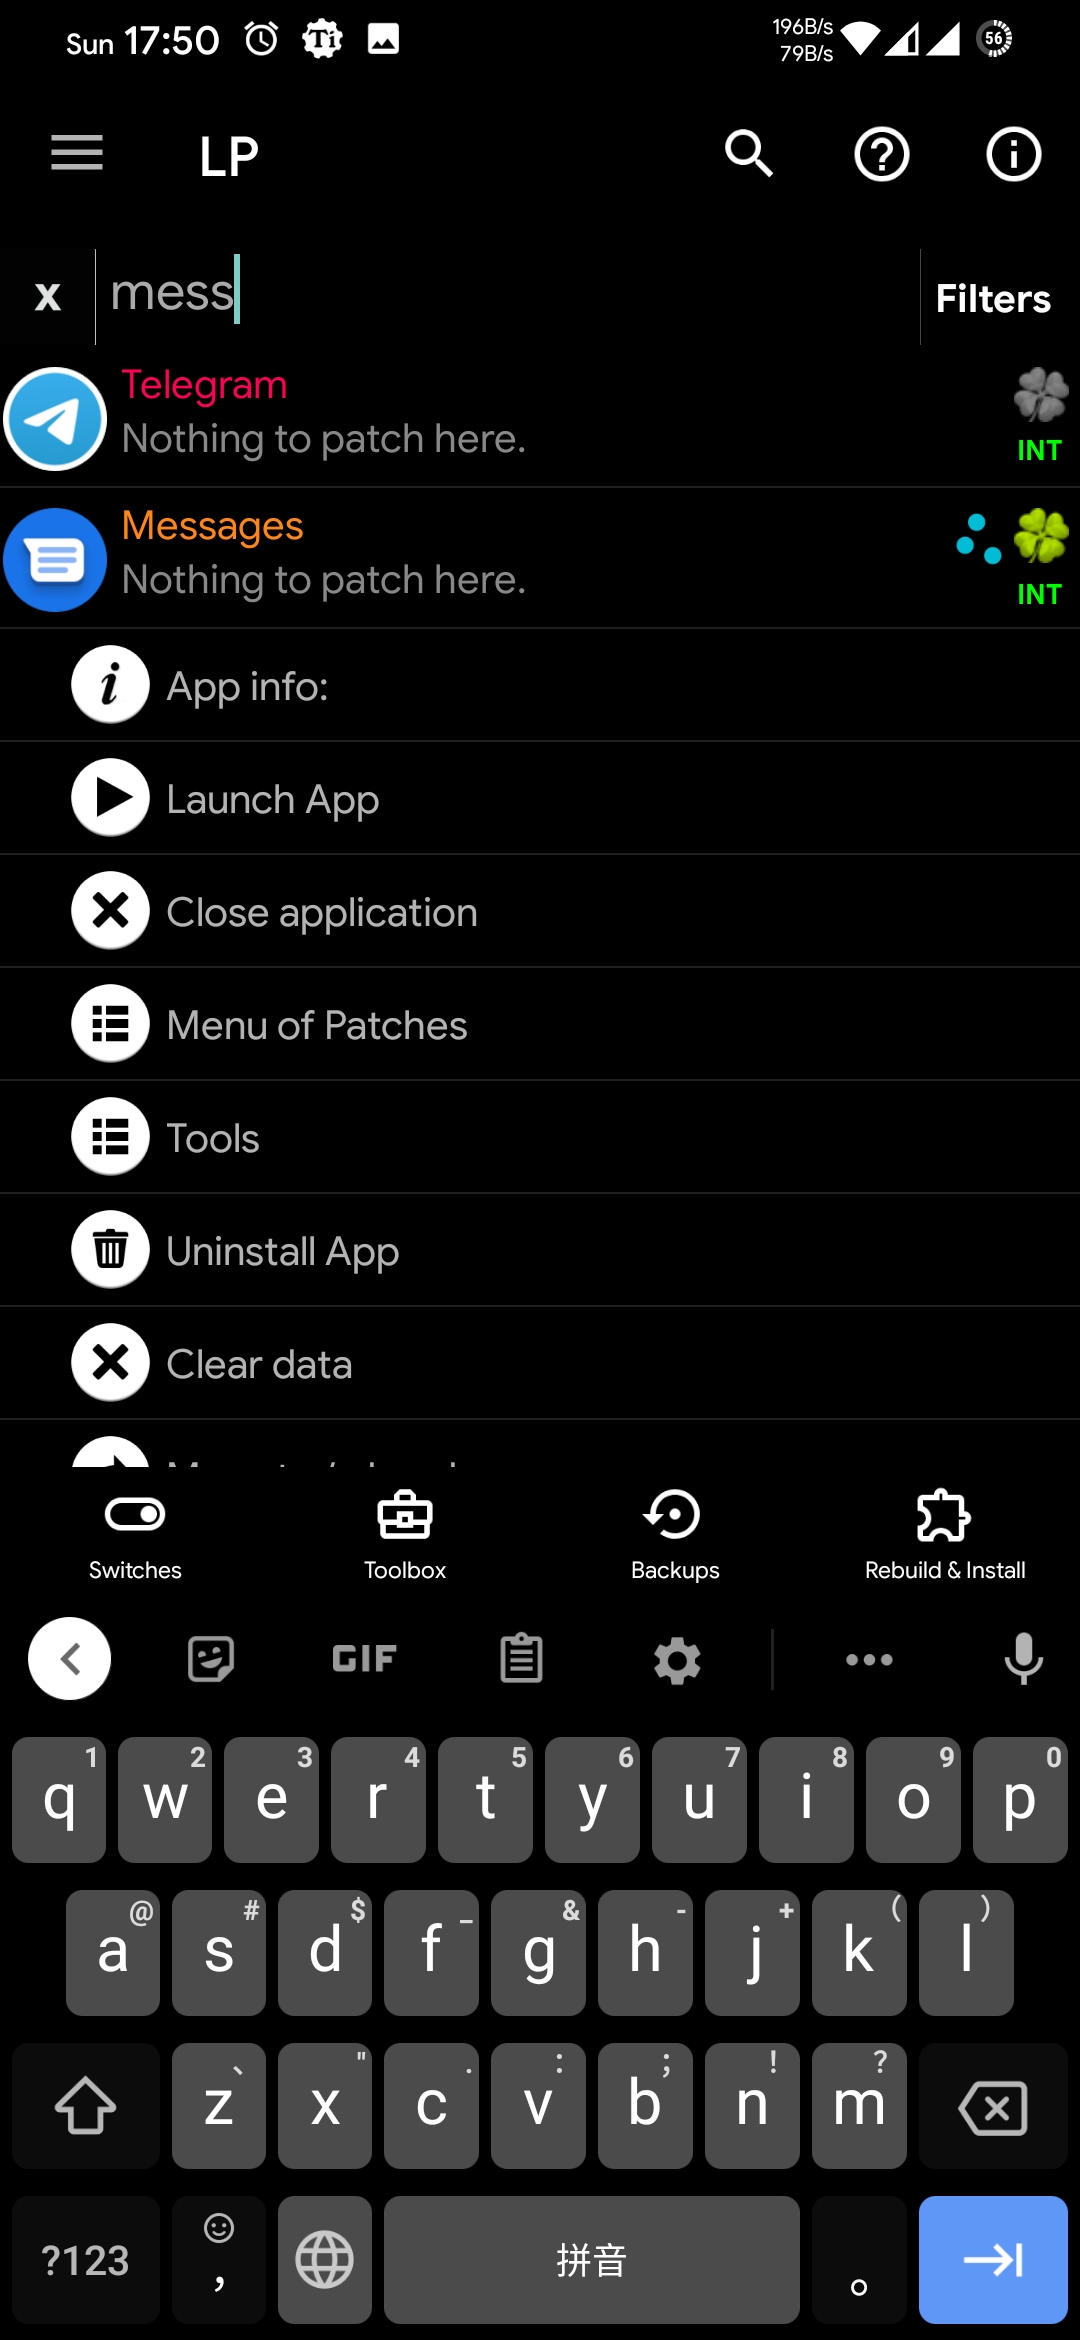 Sun 17:50 Ti 196B/s 56
79B/s
LP
x mess Filters
Telegram
Nothing to patch here.
INT
Messages
Nothing to patch here.
INT
App info:
Launch App
Close application
Menu of Patches
Tools
Uninstall App
Clear data
Switches Toolbox Backups Rebuild & Install
GIF
1 2 3 4 5 6 7 8 9 0
q w e r t y u i o p
@ # $ _ & - + ( )
a s d f g h j k l
、 " . : ; ! ?
z x c v b n m
?123 , 拼音 。